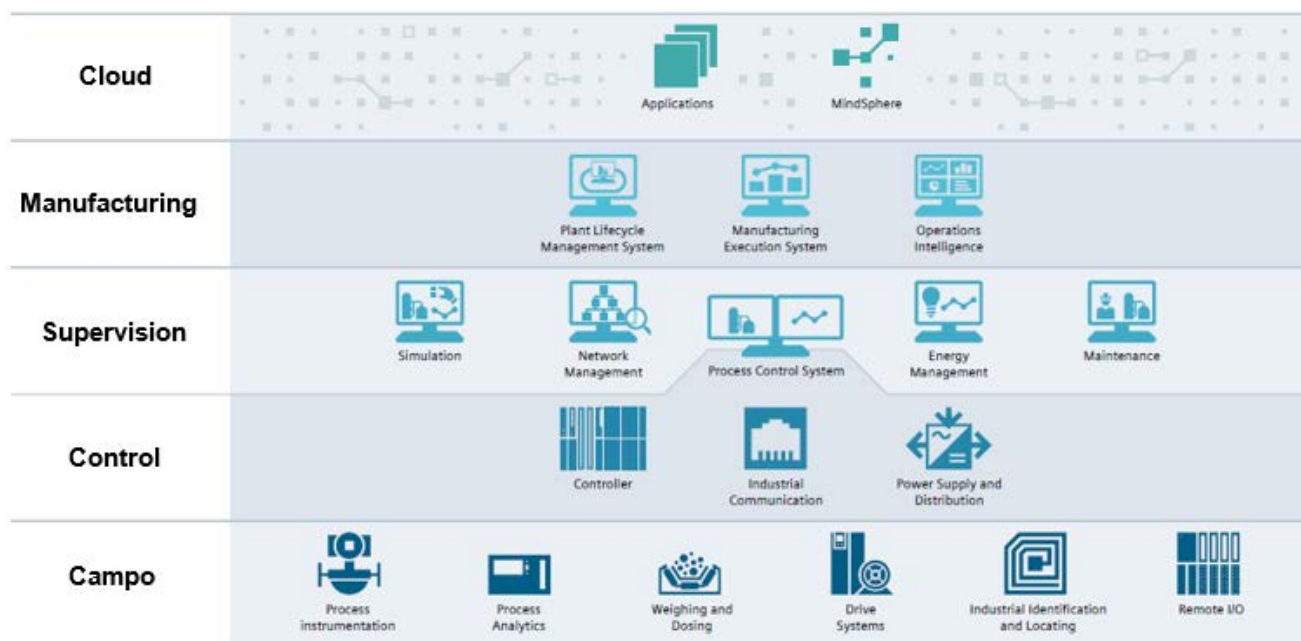 Cloud
Applications
MindSphere
Manufacturing
Plant Lifecycle
Management System
Manufacturing
Execution System
Operations
Intelligence
Supervision
Simulation
Network
Management
Process Control System
Energy
Management
Maintenance
Control
Controller
Industrial
Communication
Power Supply and
Distribution
Campo
Process
instrumentation
Process
Analytics
Weighing and
Dosing
Drive
Systems
Industrial Identification
and Locating
Remote I/O